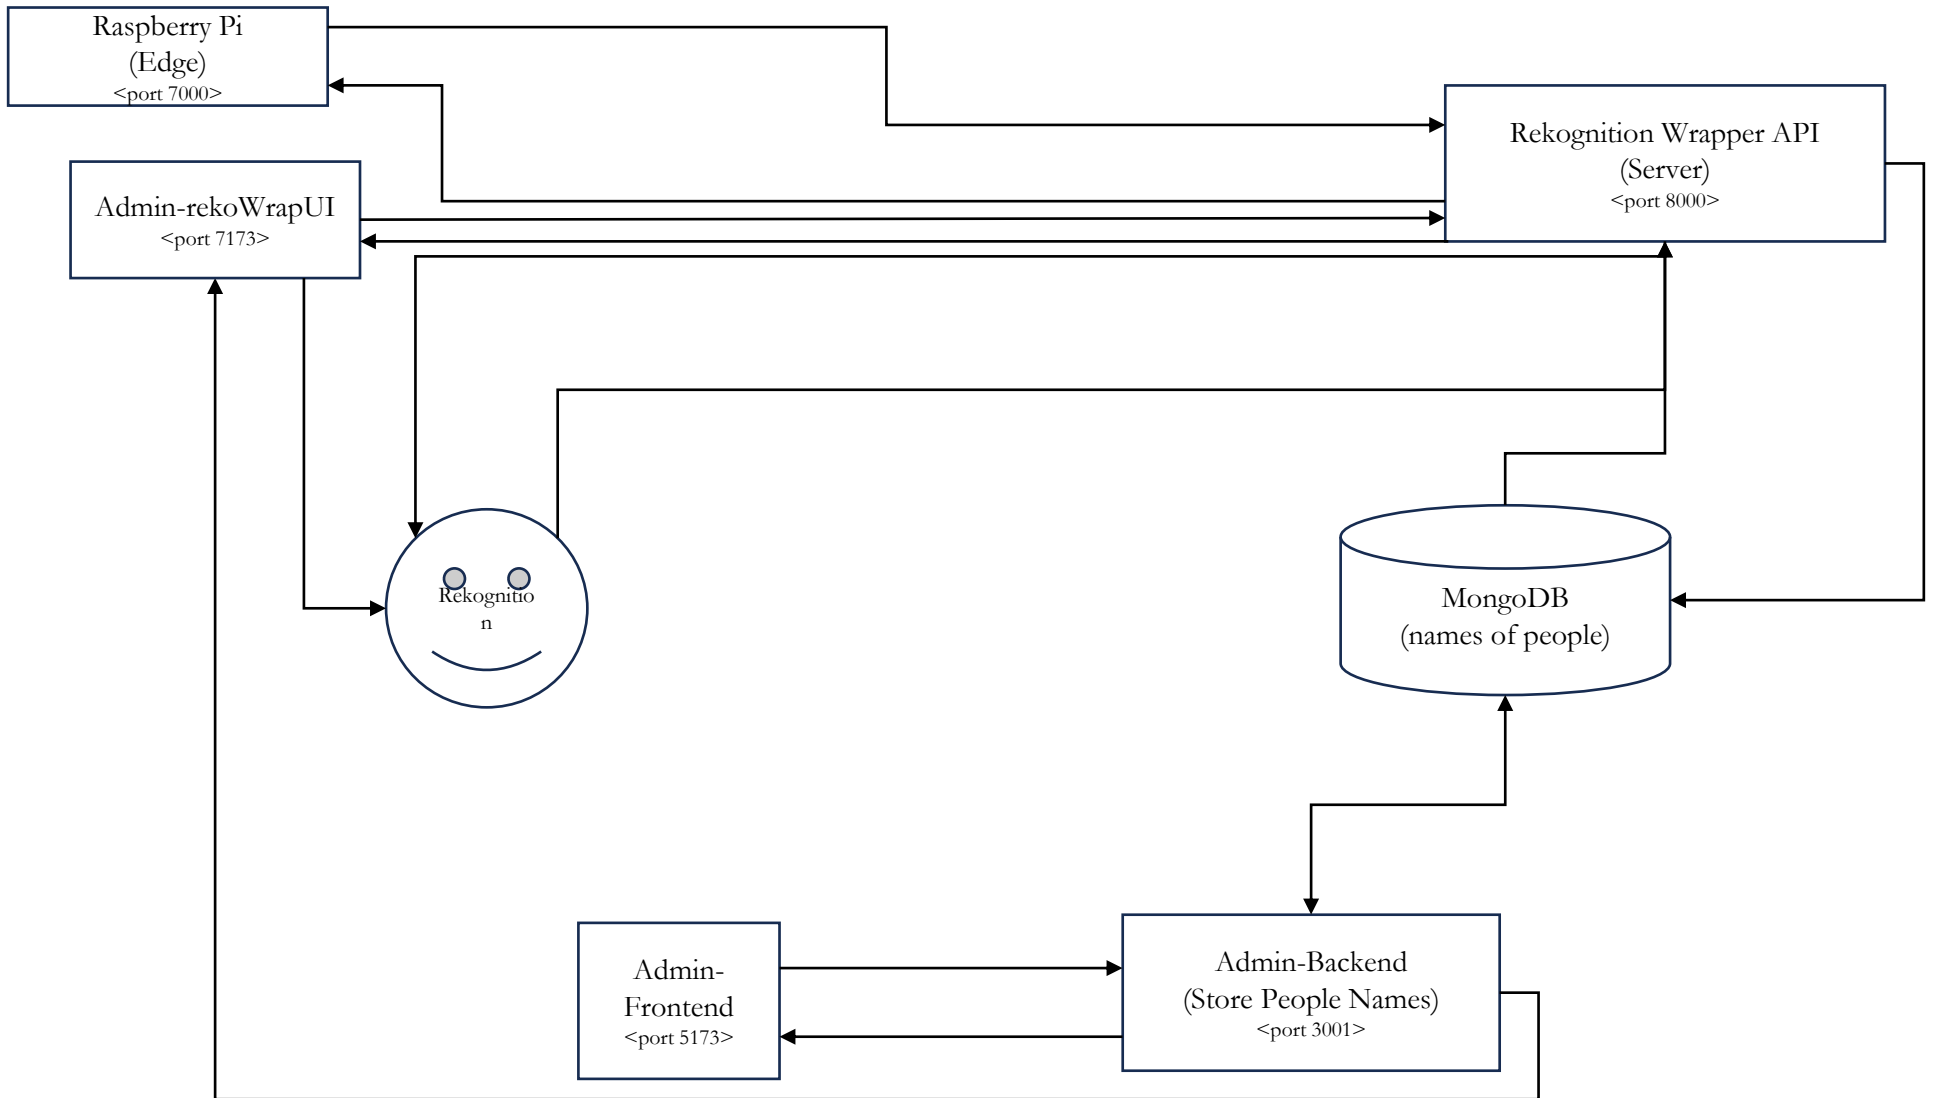 Raspberry Pi
(Edge)
<port 7000>
Rekognition Wrapper API
(Server)
<port 8000>
Admin-rekoWrapUI
<port 7173>
Rekognitio
n
MongoDB
(names of people)
Admin-
Frontend
<port 5173>
Admin-Backend
(Store People Names)
<port 3001>